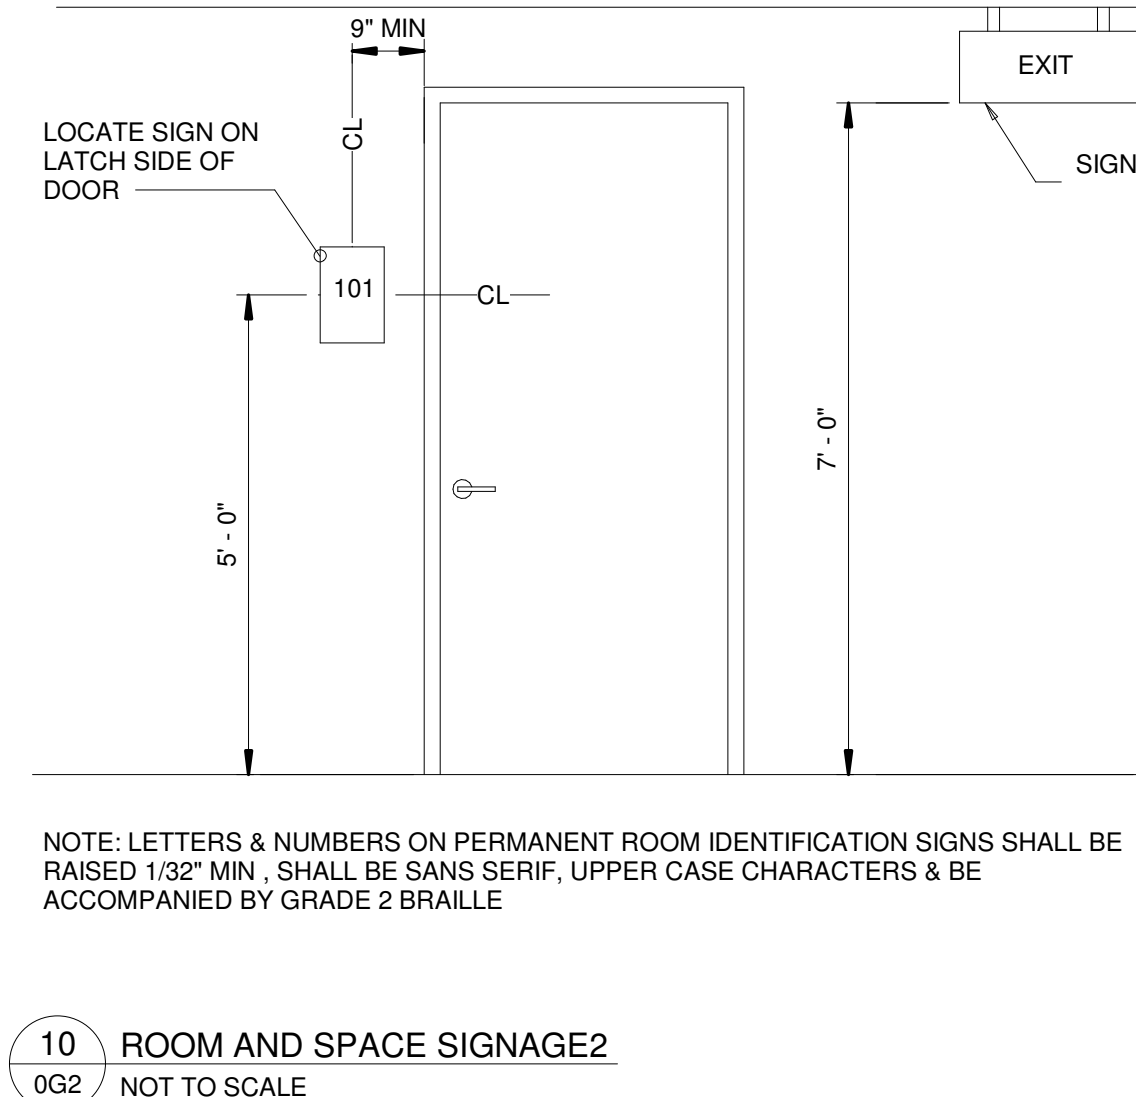 9" MIN
EXIT
LOCATE SIGN ON
LATCH SIDE OF
DOOR
CL
SIGN
101
CL
7' - 0"
5' - 0"
NOTE: LETTERS & NUMBERS ON PERMANENT ROOM IDENTIFICATION SIGNS SHALL BE
RAISED 1/32" MIN , SHALL BE SANS SERIF, UPPER CASE CHARACTERS & BE
ACCOMPANIED BY GRADE 2 BRAILLE
10
ROOM AND SPACE SIGNAGE2
0G2
NOT TO SCALE